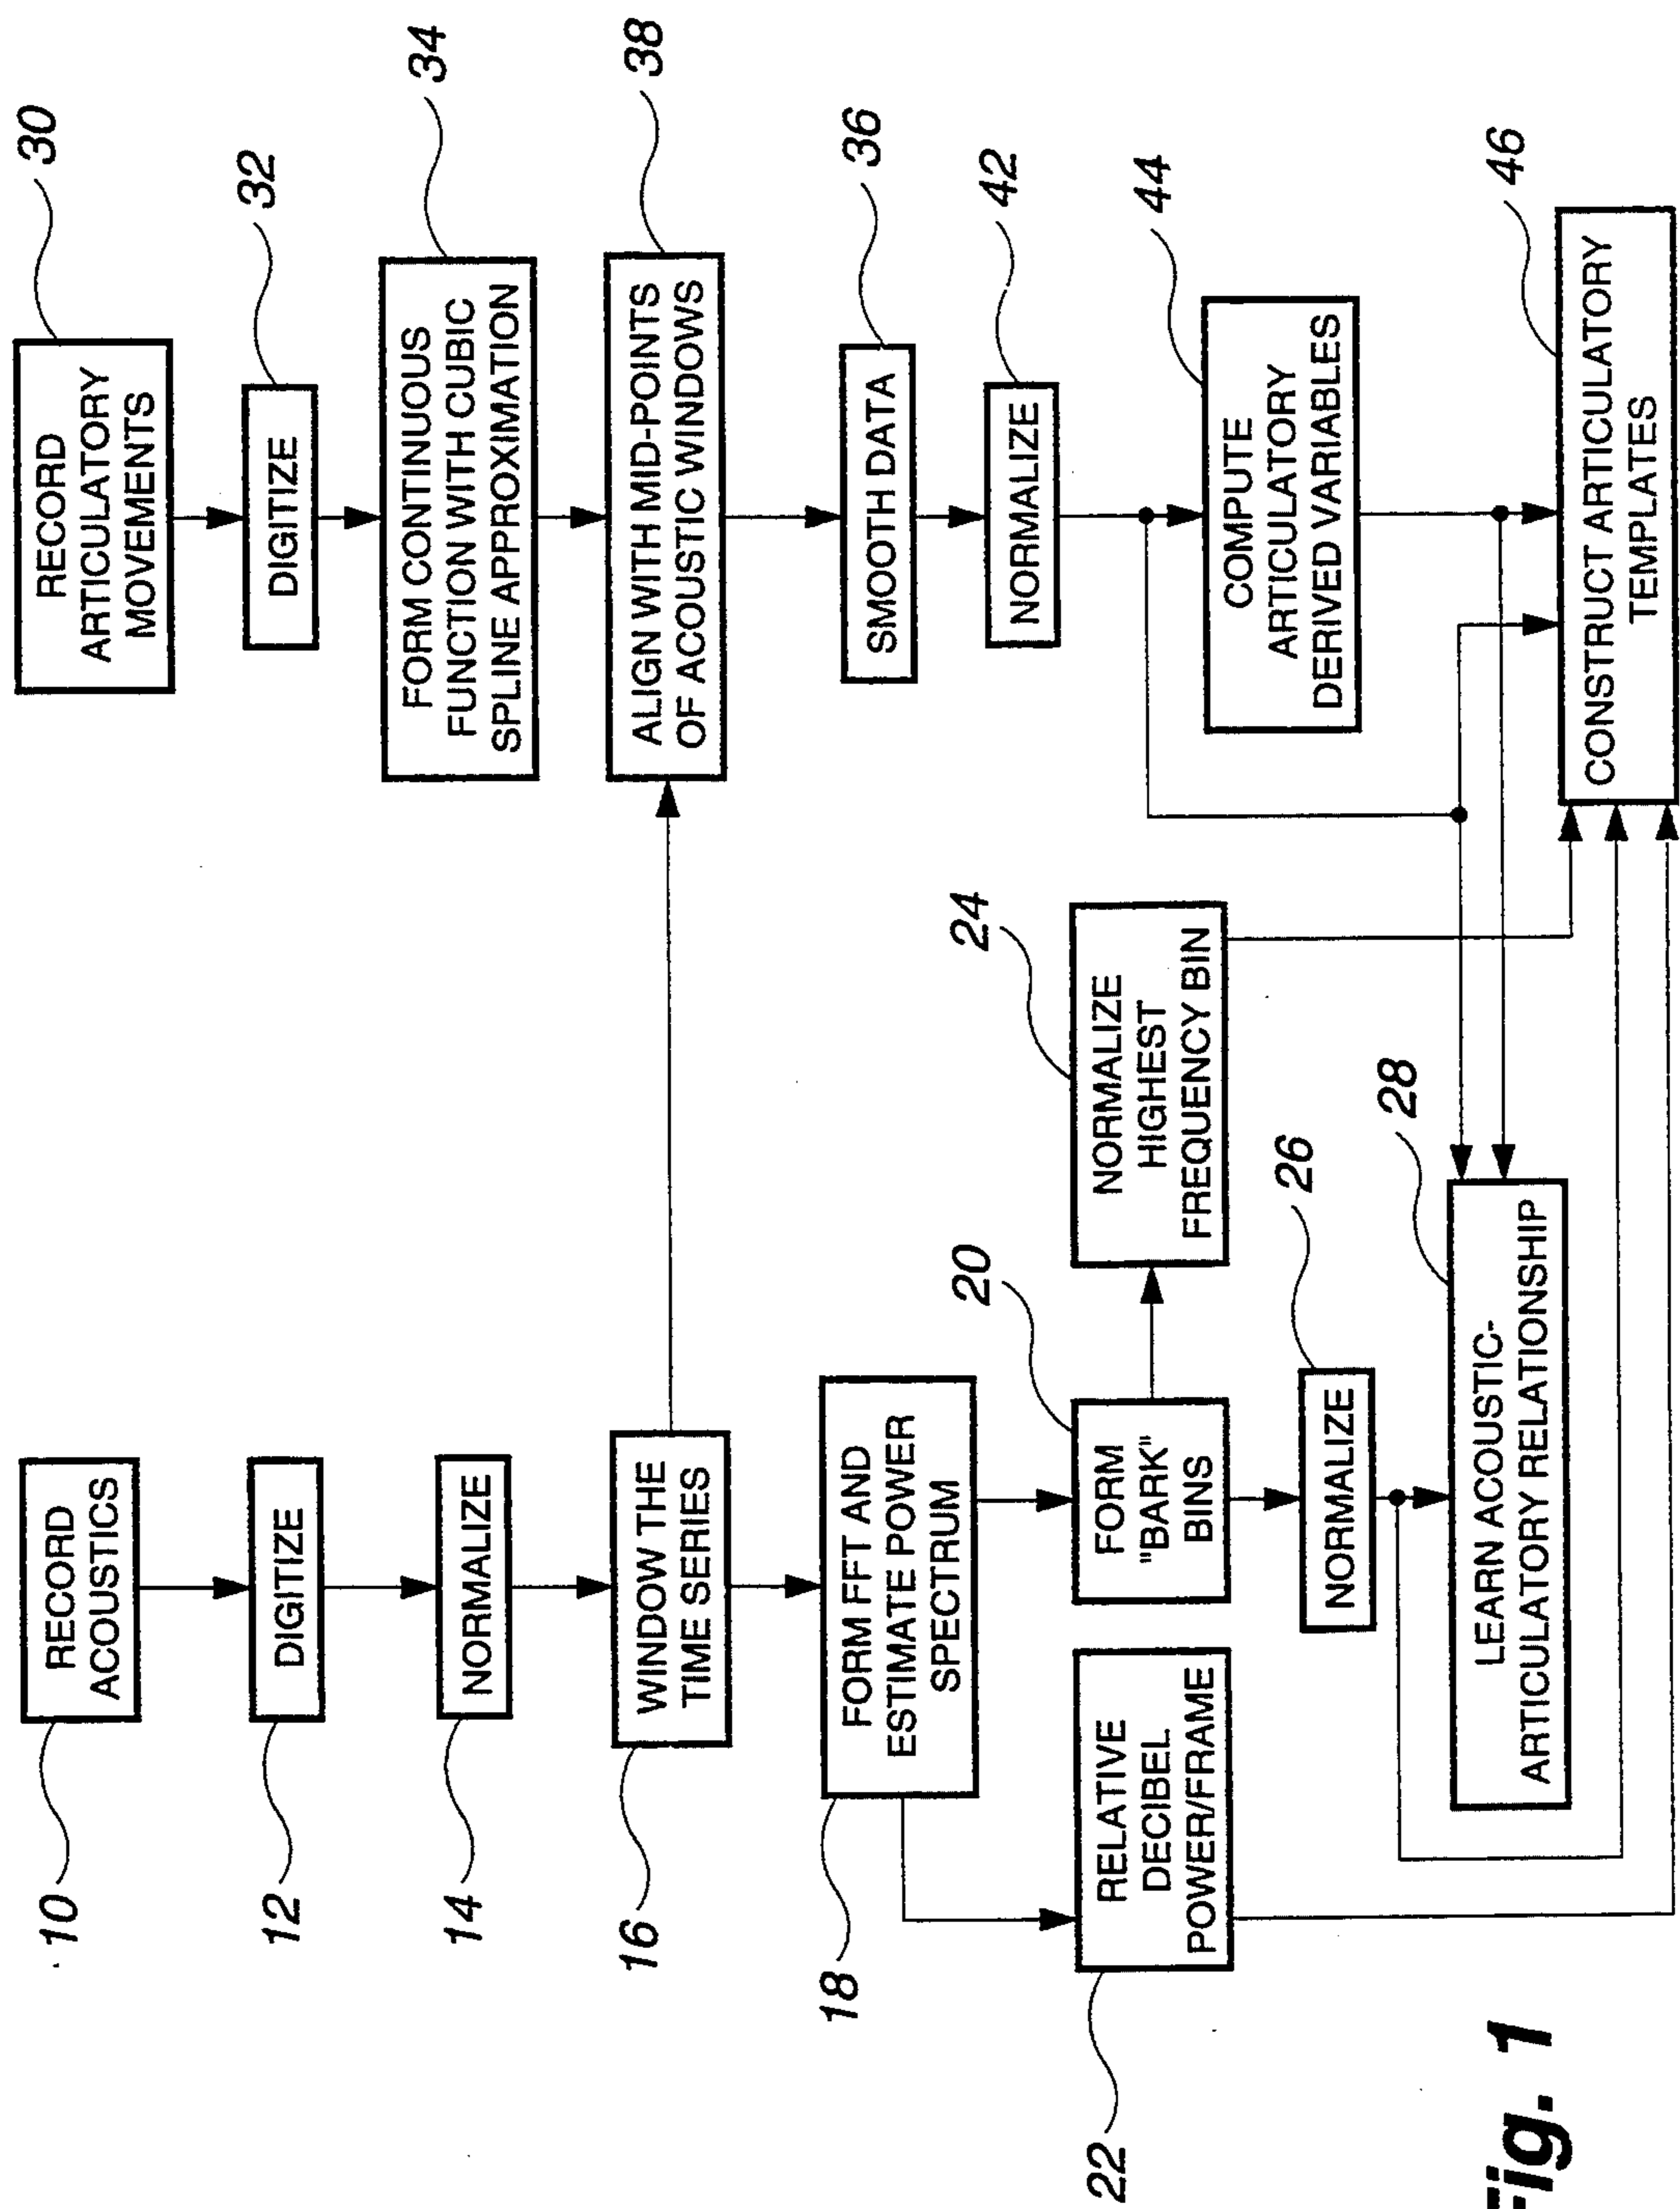 10
RECORD
ACOUSTICS
12
DIGITIZE
14
NORMALIZE
16
WINDOW THE
TIME SERIES
18
FORM FFT AND
ESTIMATE POWER
SPECTRUM
22
RELATIVE
DECIBEL
POWER/FRAME
20
FORM
"BARK"
BINS
24
NORMALIZE
HIGHEST
FREQUENCY BIN
26
NORMALIZE
28
LEARN ACOUSTIC-
ARTICULATORY RELATIONSHIP
30
RECORD
ARTICULATORY
MOVEMENTS
32
DIGITIZE
34
FORM CONTINUOUS
FUNCTION WITH CUBIC
SPLINE APPROXIMATION
38
ALIGN WITH MID-POINTS
OF ACOUSTIC WINDOWS
36
SMOOTH DATA
42
NORMALIZE
44
COMPUTE
ARTICULATORY
DERIVED VARIABLES
46
CONSTRUCT ARTICULATORY
TEMPLATES
Fig. 1